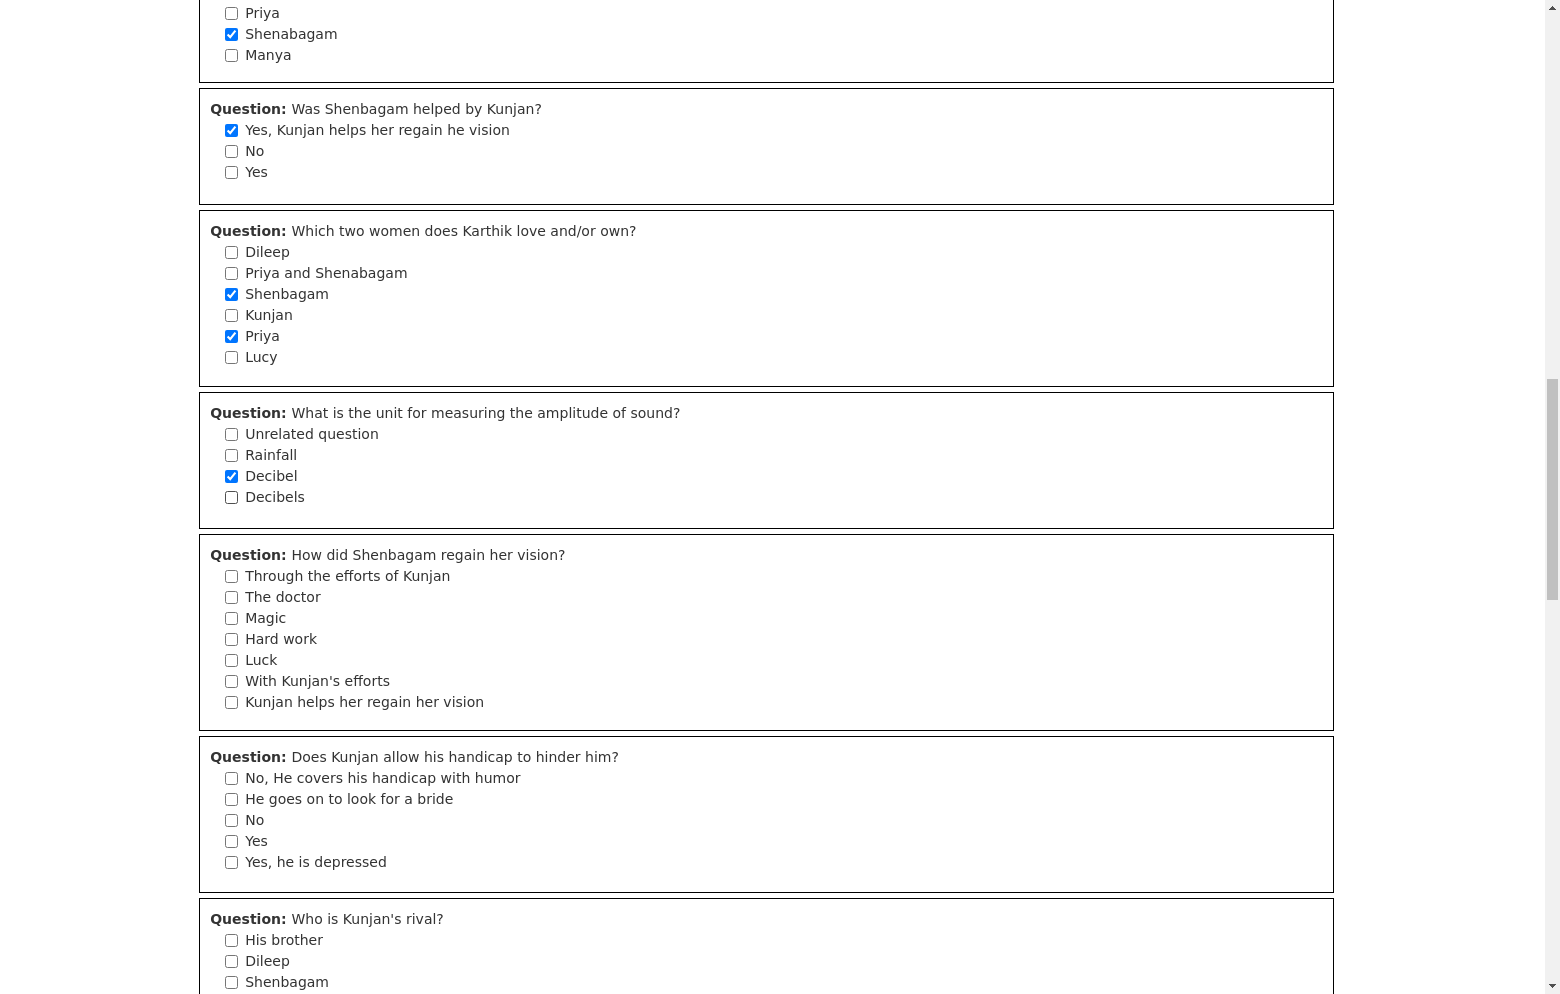 Priya
Shenabagam
Manya
Question: Was Shenbagam helped by Kunjan?
Yes, Kunjan helps her regain he vision
No
Yes
Question: Which two women does Karthik love and/or own?
Dileep
Priya and Shenabagam
Shenbagam
Kunjan
Priya
Lucy
Question: What is the unit for measuring the amplitude of sound?
Unrelated question
Rainfall
Decibel
Decibels
Question: How did Shenbagam regain her vision?
Through the efforts of Kunjan
The doctor
Magic
Hard work
Luck
With Kunjan's efforts
Kunjan helps her regain her vision
Question: Does Kunjan allow his handicap to hinder him?
No, He covers his handicap with humor
He goes on to look for a bride
No
Yes
Yes, he is depressed
Question: Who is Kunjan's rival?
His brother
Dileep
Shenbagam